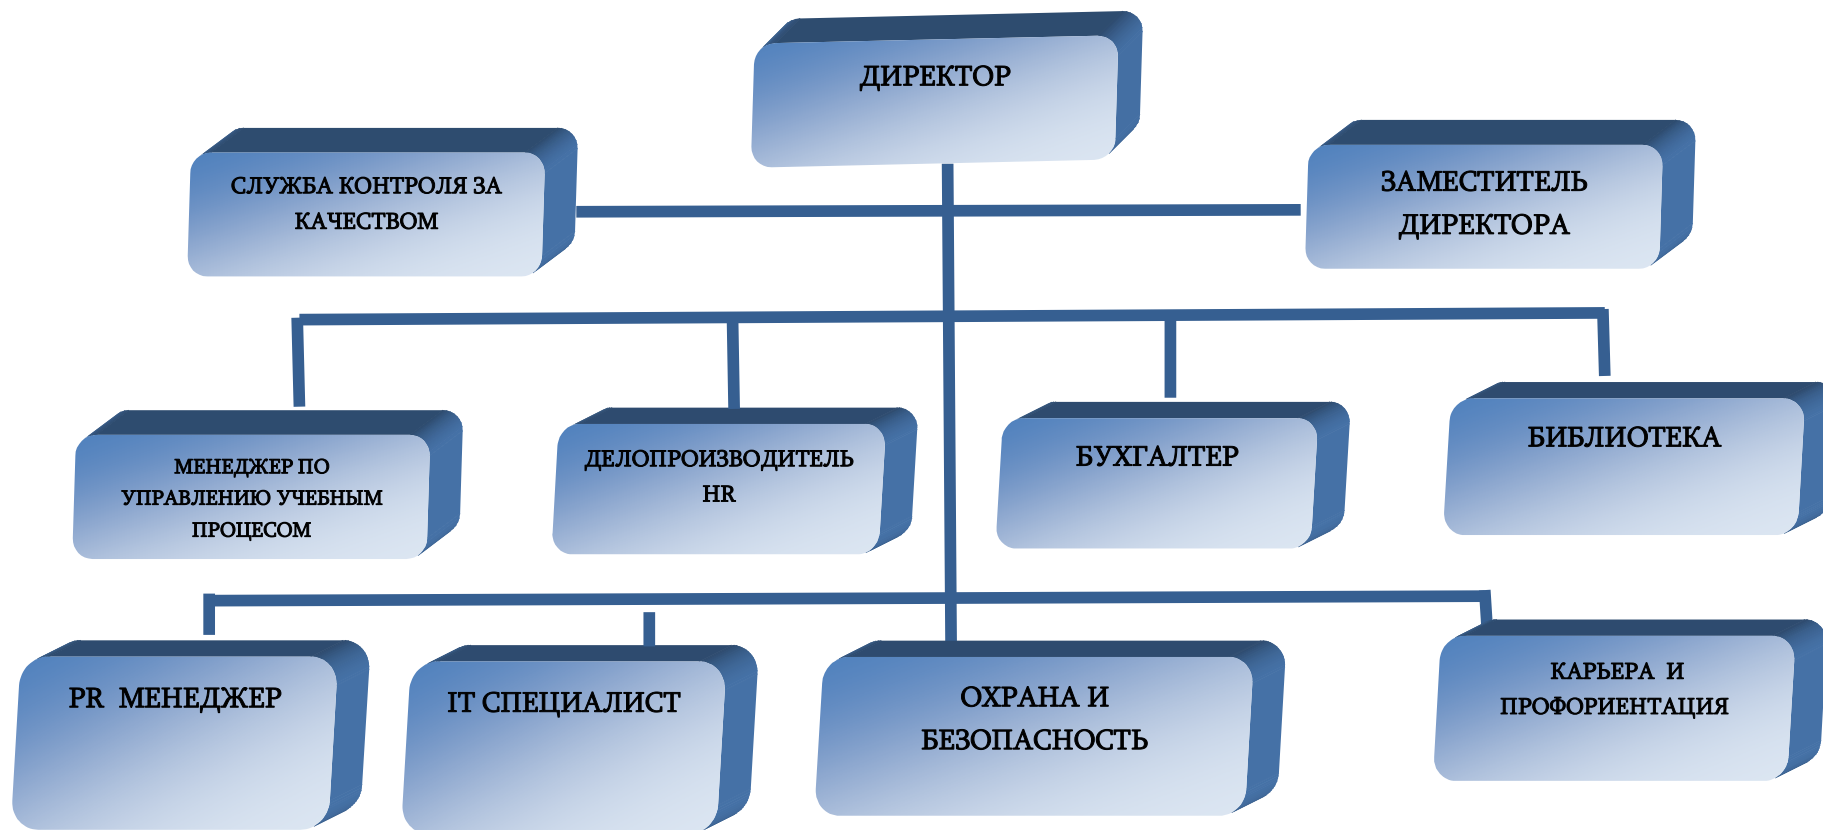 ДИРЕКТОР
СЛУЖБА КОНТРОЛЯ ЗА
КАЧЕСТВОМ
ЗАМЕСТИТЕЛЬ
ДИРЕКТОРА
МЕНЕДЖЕР ПО
УПРАВЛЕНИЮ УЧЕБНЫМ
ПРОЦЕСОМ
ДЕЛОПРОИЗВОДИТЕЛЬ
HR
БУХГАЛТЕР
БИБЛИОТЕКА
PR МЕНЕДЖЕР
IT СПЕЦИАЛИСТ
ОХРАНА И
БЕЗОПАСНОСТЬ
КАРЬЕРА И
ПРОФОРИЕНТАЦИЯ